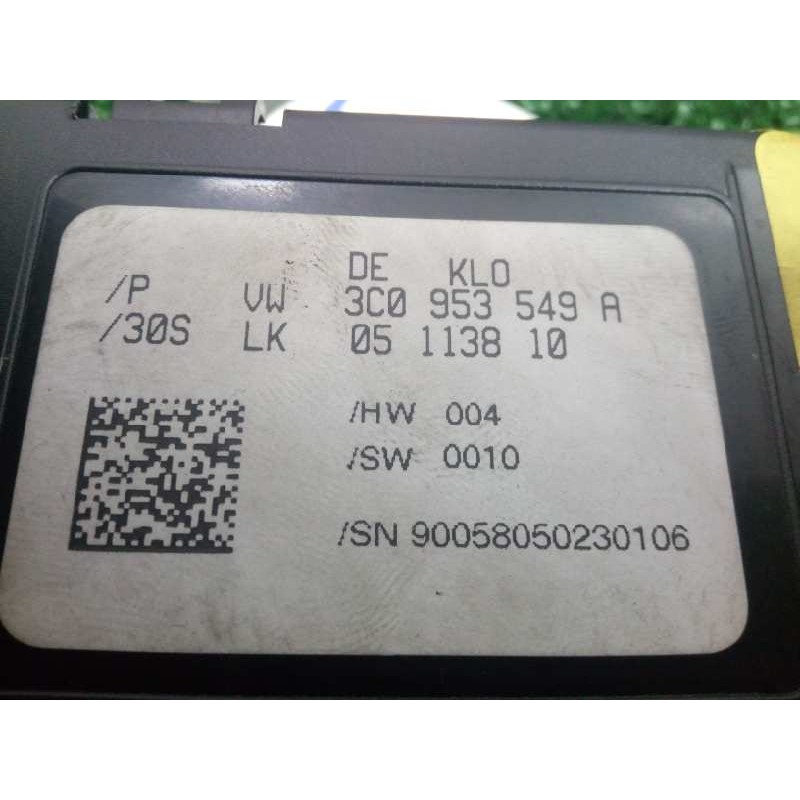 DE KLO
/P VW 3C0 953 549 A
/30S LK 05 1138 10
/HW 004
/SW 0010
/SN 90058050230106